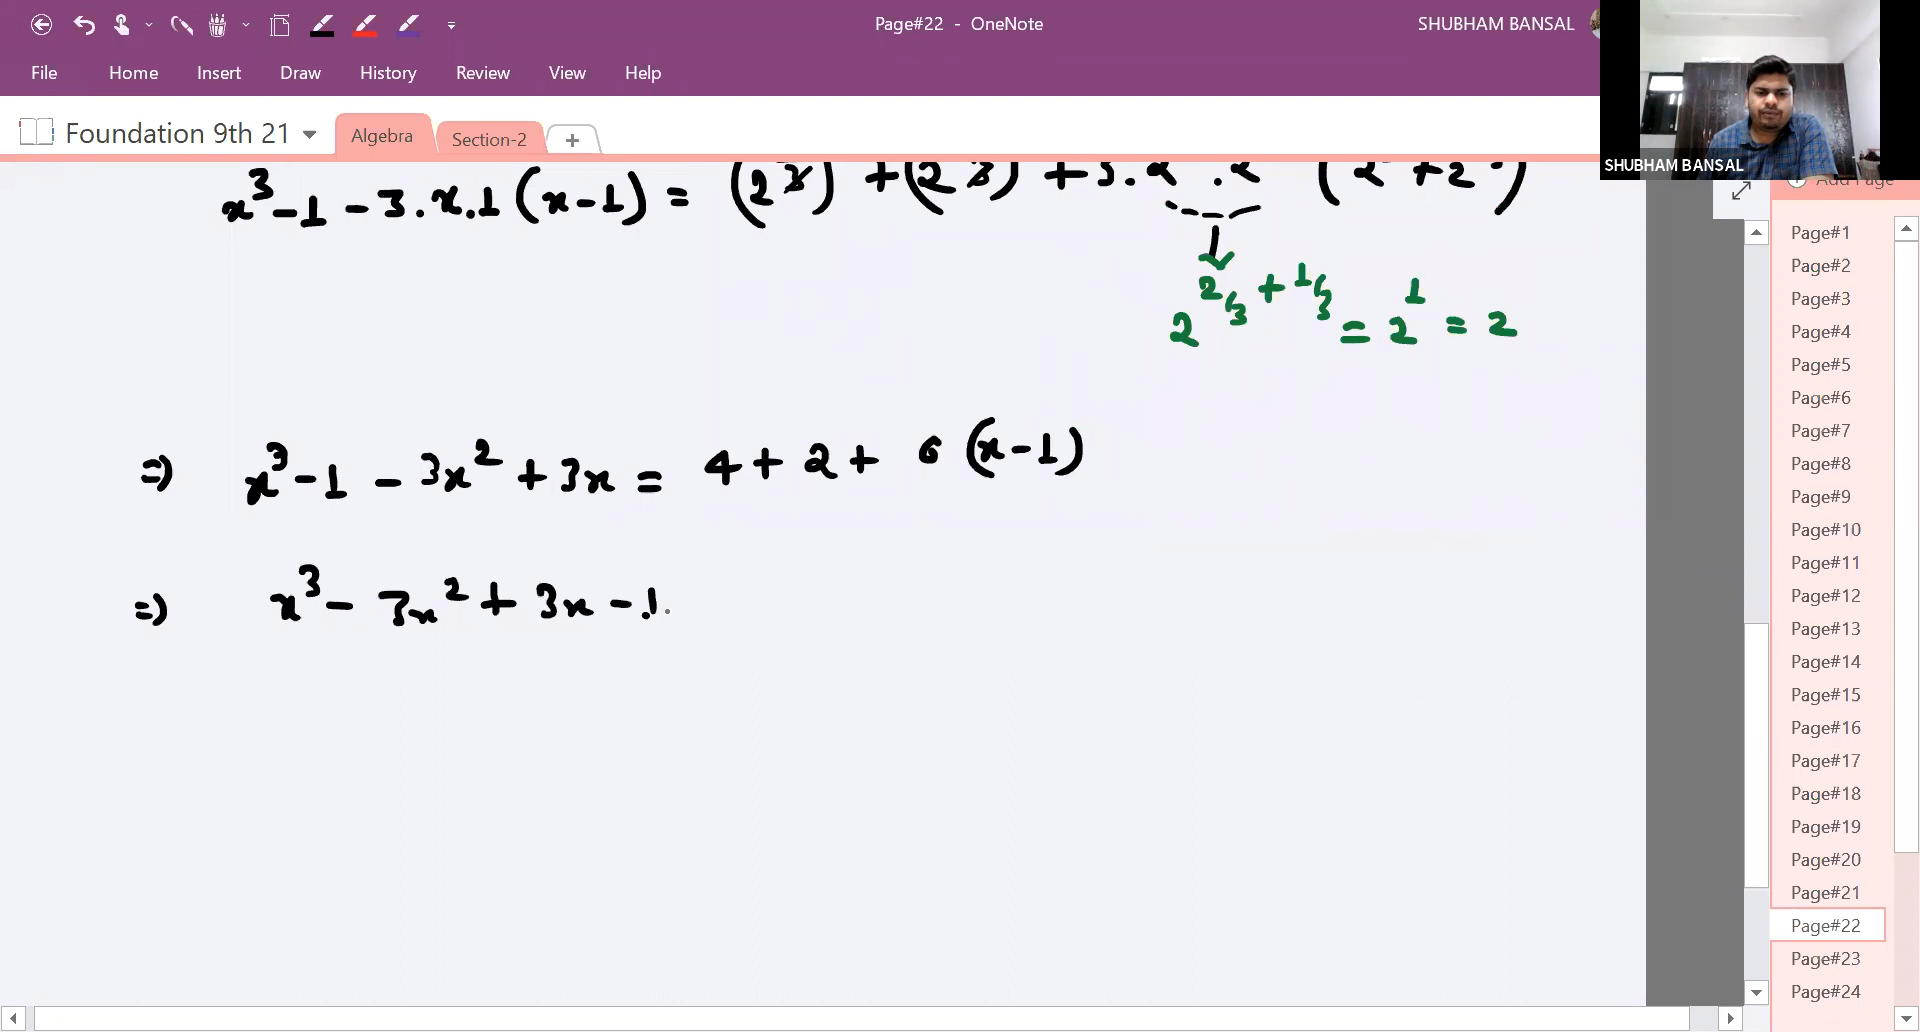 Page#22 - OneNote
SHUBHAM BANSAL
File Home Insert Draw History Review View Help
Foundation 9th 21
Algebra
Section-2
SHUBHAM BANSAL
Add Page
x³ - 1 - 3.x.1 (x-1) =
2^(2/3 + 1/3) = 2¹ = 2
⇒ x³ - 1 - 3x² + 3x = 4 + 2 + 6 (x-1)
⇒ x³ - 3x² + 3x - 1
Page#1
Page#2
Page#3
Page#4
Page#5
Page#6
Page#7
Page#8
Page#9
Page#10
Page#11
Page#12
Page#13
Page#14
Page#15
Page#16
Page#17
Page#18
Page#19
Page#20
Page#21
Page#22
Page#23
Page#24